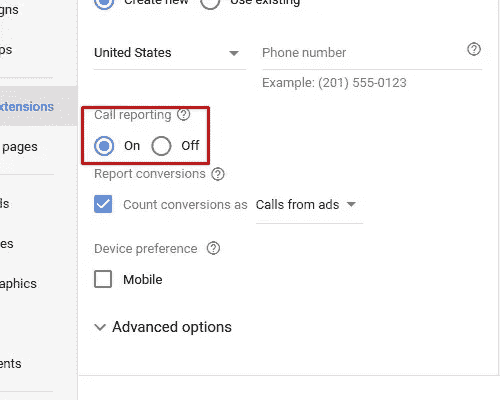 Create new Use existing
gns
United States Phone number
ps
Example: (201) 555-0123
xtensions
Call reporting
pages
On Off
Report conversions
ds
Count conversions as Calls from ads
es
Device preference
aphics
Mobile
Advanced options
ents